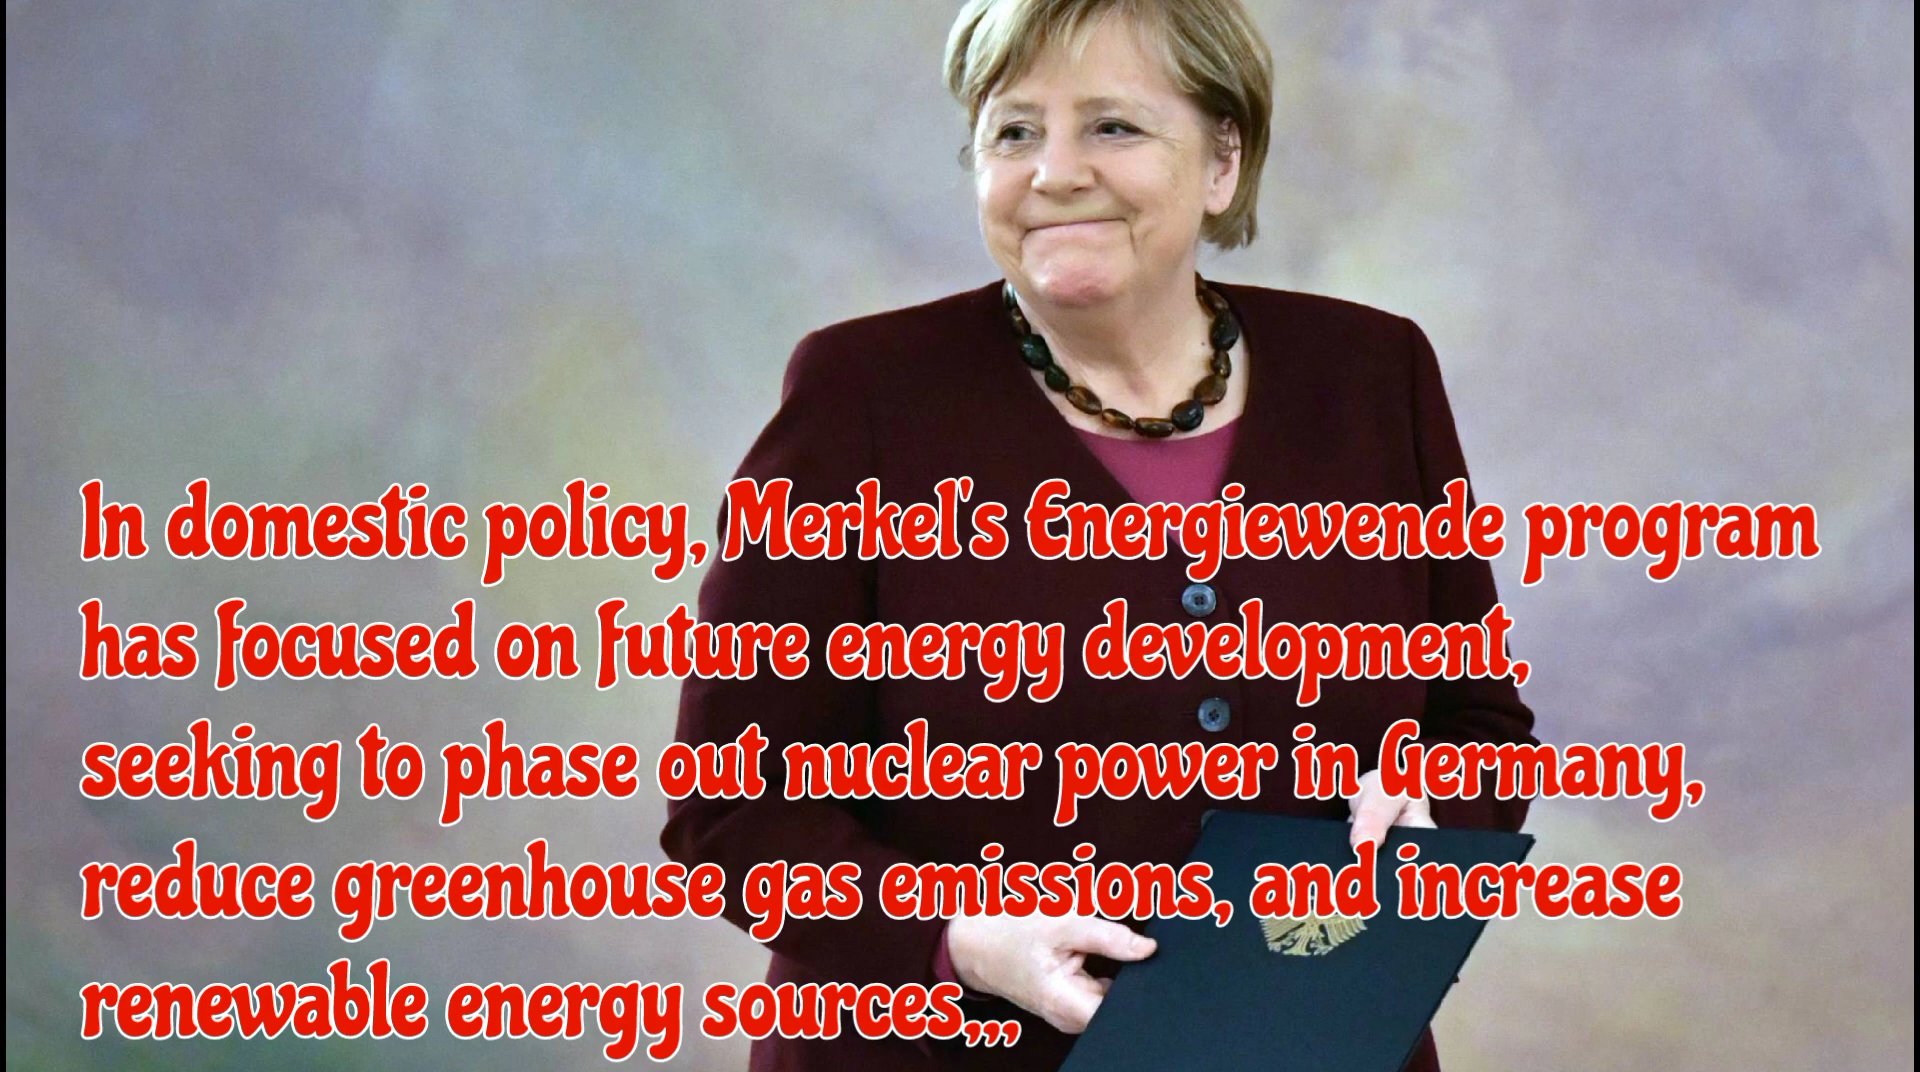 In domestic policy, Merkel's Energiewende program
has focused on future energy development,
seeking to phase out nuclear power in Germany,
reduce greenhouse gas emissions, and increase
renewable energy sources,,,